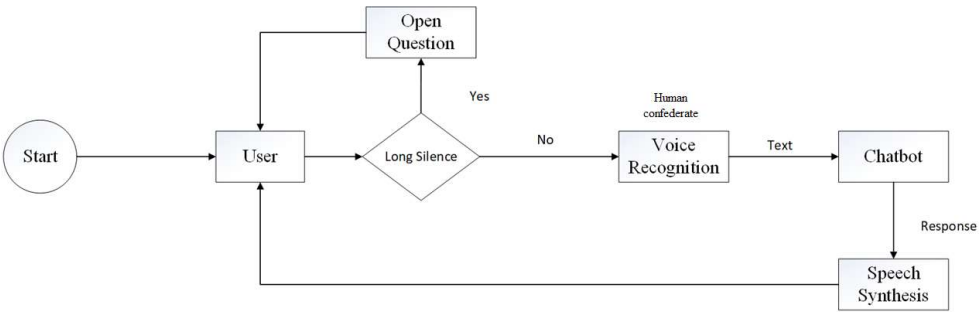 Open
Question
Yes
Human
confederate
Start
User
Long Silence
No
Voice
Recognition
Text
Chatbot
Response
Speech
Synthesis